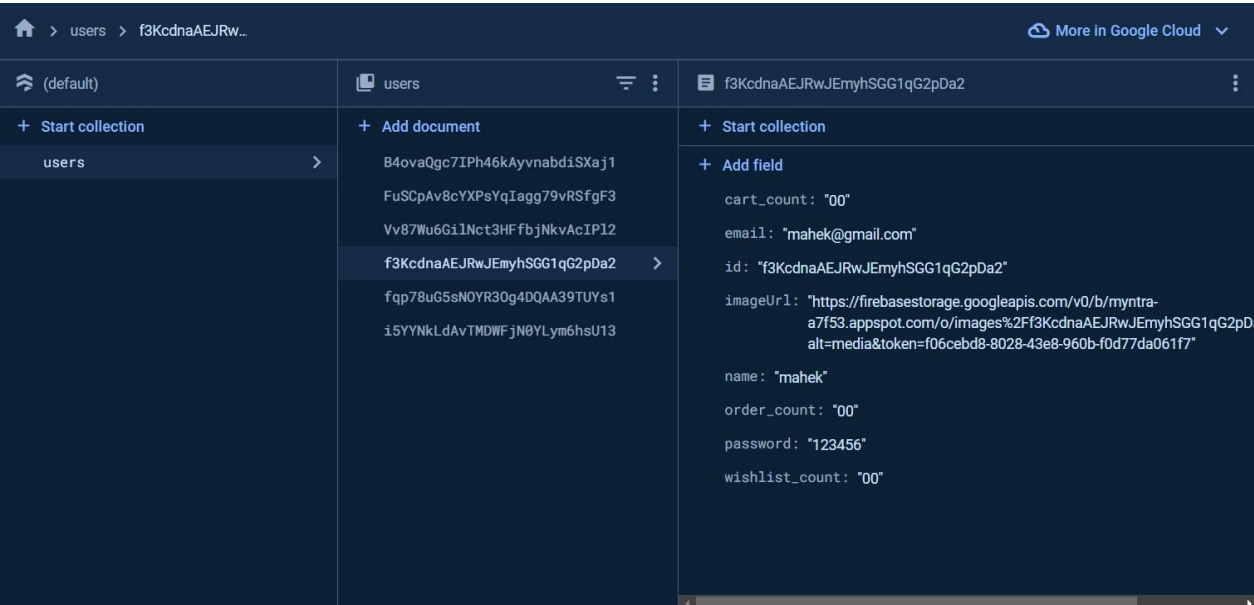 users > f3KcdnaAEJRw…
More in Google Cloud
(default)
+ Start collection
users
users
+ Add document
B4ovaQgc7IPh46kAyvnabdiSXaj1
FuSCpAv8cYXPsYqIagg79vRSfgF3
Vv87Wu6GilNct3HFfbjNkvAcIPl2
f3KcdnaAEJRwJEmyhSGG1qG2pDa2
fqp78uG5sNOYR3Og4DQAA39TUYs1
i5YYNkLdAvTMDWFjN0YLym6hsU13
f3KcdnaAEJRwJEmyhSGG1qG2pDa2
+ Start collection
+ Add field
cart_count: "00"
email: "mahek@gmail.com"
id: "f3KcdnaAEJRwJEmyhSGG1qG2pDa2"
imageUrl: "https://firebasestorage.googleapis.com/v0/b/myntra-
a7f53.appspot.com/o/images%2Ff3KcdnaAEJRwJEmyhSGG1qG2pD
alt=media&token=f06cebd8-8028-43e8-960b-f0d77da061f7"
name: "mahek"
order_count: "00"
password: "123456"
wishlist_count: "00"